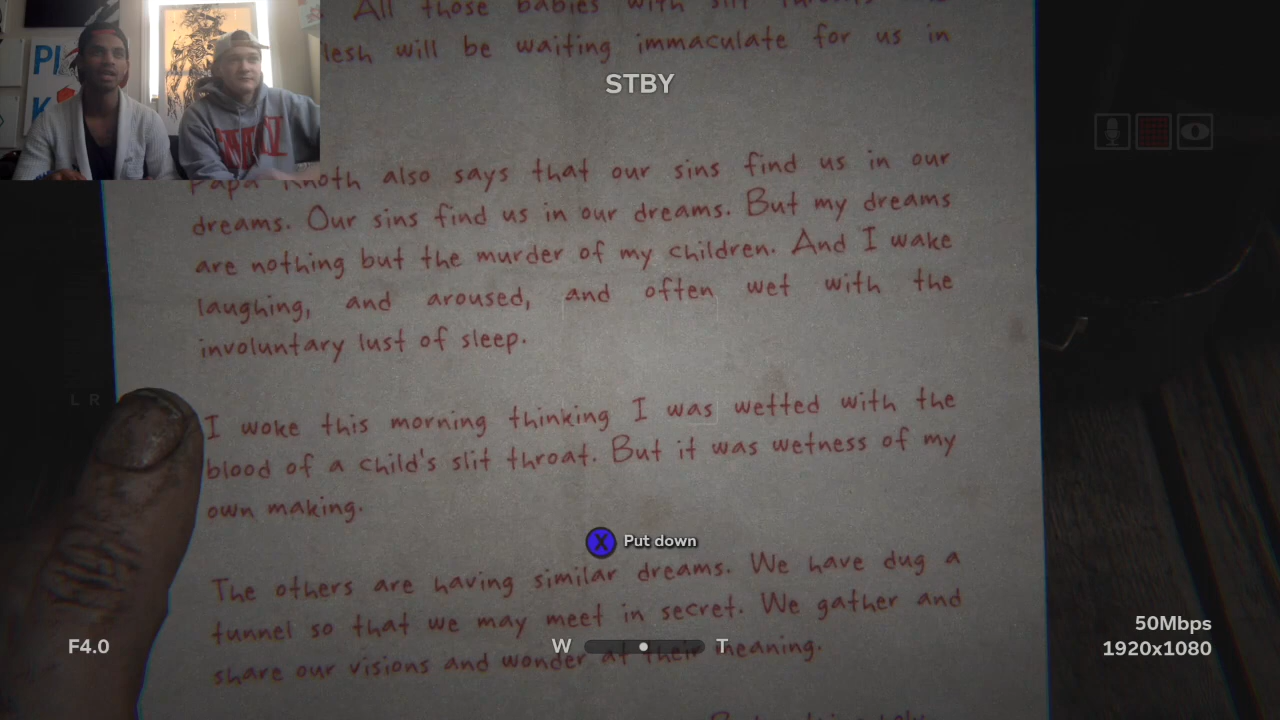 All those babies with slit
lesh will be waiting immaculate for us in
STBY
Papa Knoth also says that our sins find us in our
dreams. Our sins find us in our dreams. But my dreams
are nothing but the murder of my children. And I wake
laughing, and aroused, and often wet with the
involuntary lust of sleep.
L R
I woke this morning thinking I was wetted with the
blood of a child's slit throat. But it was wetness of my
own making.
X Put down
The others are having similar dreams. We have dug a
tunnel so that we may meet in secret. We gather and
share our visions and wonder at their meaning.
F4.0
W T
50Mbps
1920x1080